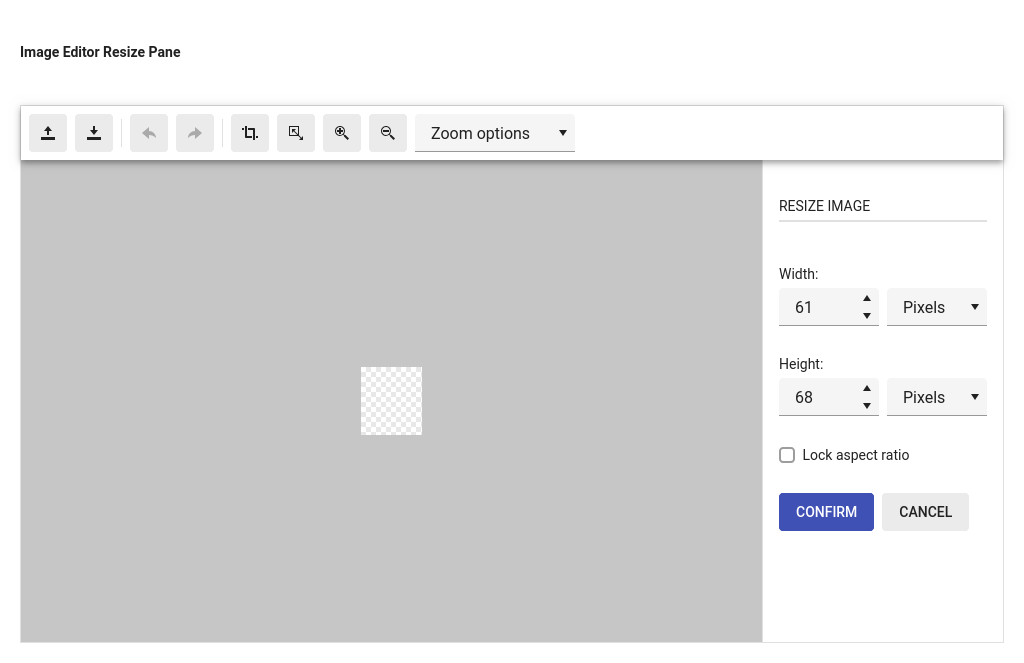 Image Editor Resize Pane
Zoom options
RESIZE IMAGE
Width:
61 Pixels
Height:
68 Pixels
Lock aspect ratio
CONFIRM CANCEL